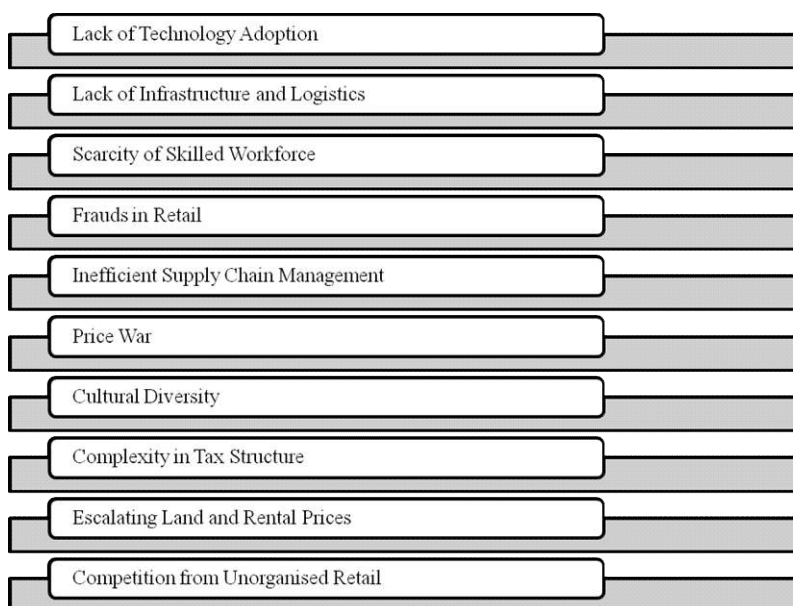 Lack of Technology Adoption
Lack of Infrastructure and Logistics
Scarcity of Skilled Workforce
Frauds in Retail
Inefficient Supply Chain Management
Price War
Cultural Diversity
Complexity in Tax Structure
Escalating Land and Rental Prices
Competition from Unorganised Retail